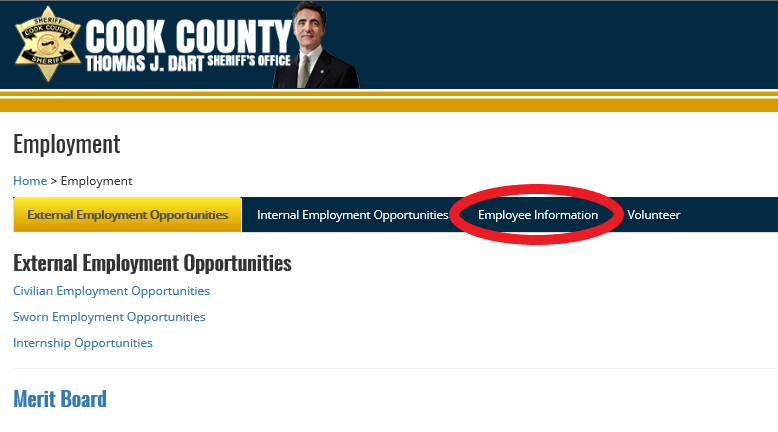 SHERIFF
COOK COUNTY
SHERIFF
COOK COUNTY
THOMAS J. DART SHERIFF'S OFFICE
Employment
Home > Employment
External Employment Opportunities Internal Employment Opportunities Employee Information Volunteer
External Employment Opportunities
Civilian Employment Opportunities
Sworn Employment Opportunities
Internship Opportunities
Merit Board